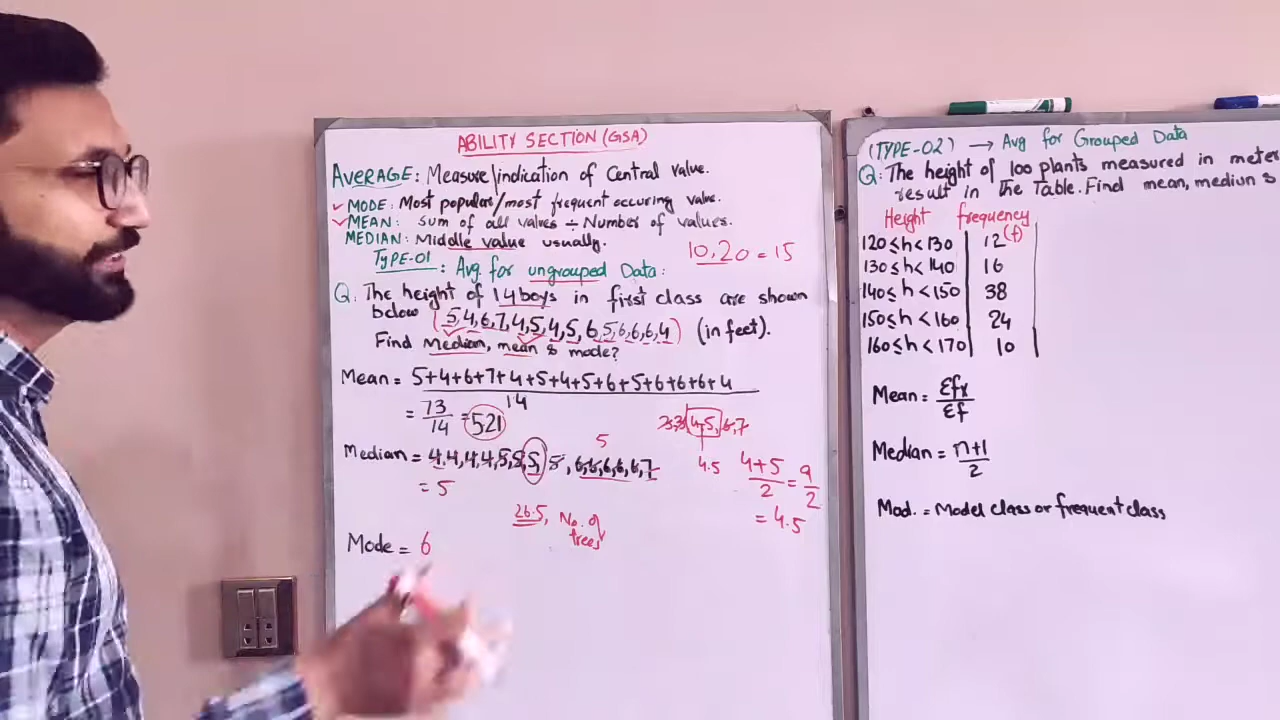 ABILITY SECTION (GSA)
AVERAGE: Measure/indication of Central value.
✓ MODE: Most popular/most frequent occuring value.
✓ MEAN: Sum of all valves ÷ Number of values.
MEDIAN: Middle value usually.
10,20 = 15
TYPE-01 : Avg. for ungrouped Data:
Q: The height of 14 boys in first class are shown
below (5,4,6,7,4,5,4,5,6,5,6,6,6,4) (in feet).
Find Median, mean & mode?
Mean = 5+4+6+7+4+5+4+5+6+5+6+6+6+4
14
= 73/14 = 521
4,5, 6,7
5
Median = 4,4,4,4,5,5,5, 5, 6,6,6,6,6,7
= 5
4.5
4+5/2 = 9/2
= 4.5
26.5, No. of
trees
Mode = 6
(TYPE-02) → Avg for Grouped Data
Q: The height of 100 plants measured in meter
result in the Table. Find mean, mediun &
Height frequency
(f)
120≤h<130 12
130≤h<140 16
140≤h<150 38
150≤h<160 24
160≤h<170 10
Mean = Σfx/Σf
Median = n+1/2
Mod. = Model class or frequent class